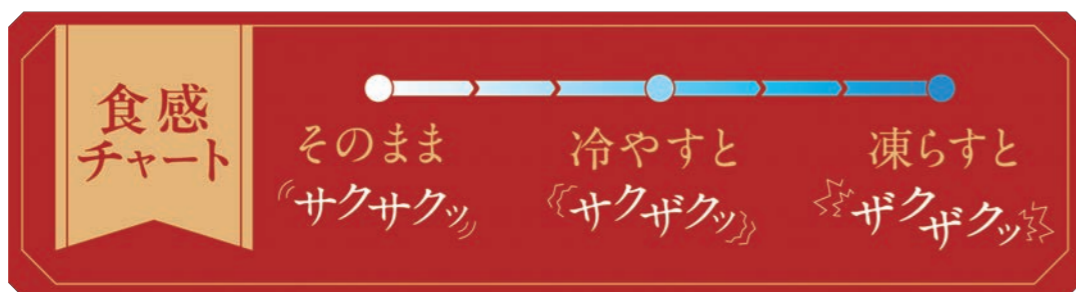 食感
チャート
そのまま
サクサクッ
冷やすと
サクザクッ
凍らすと
ザクザクッ